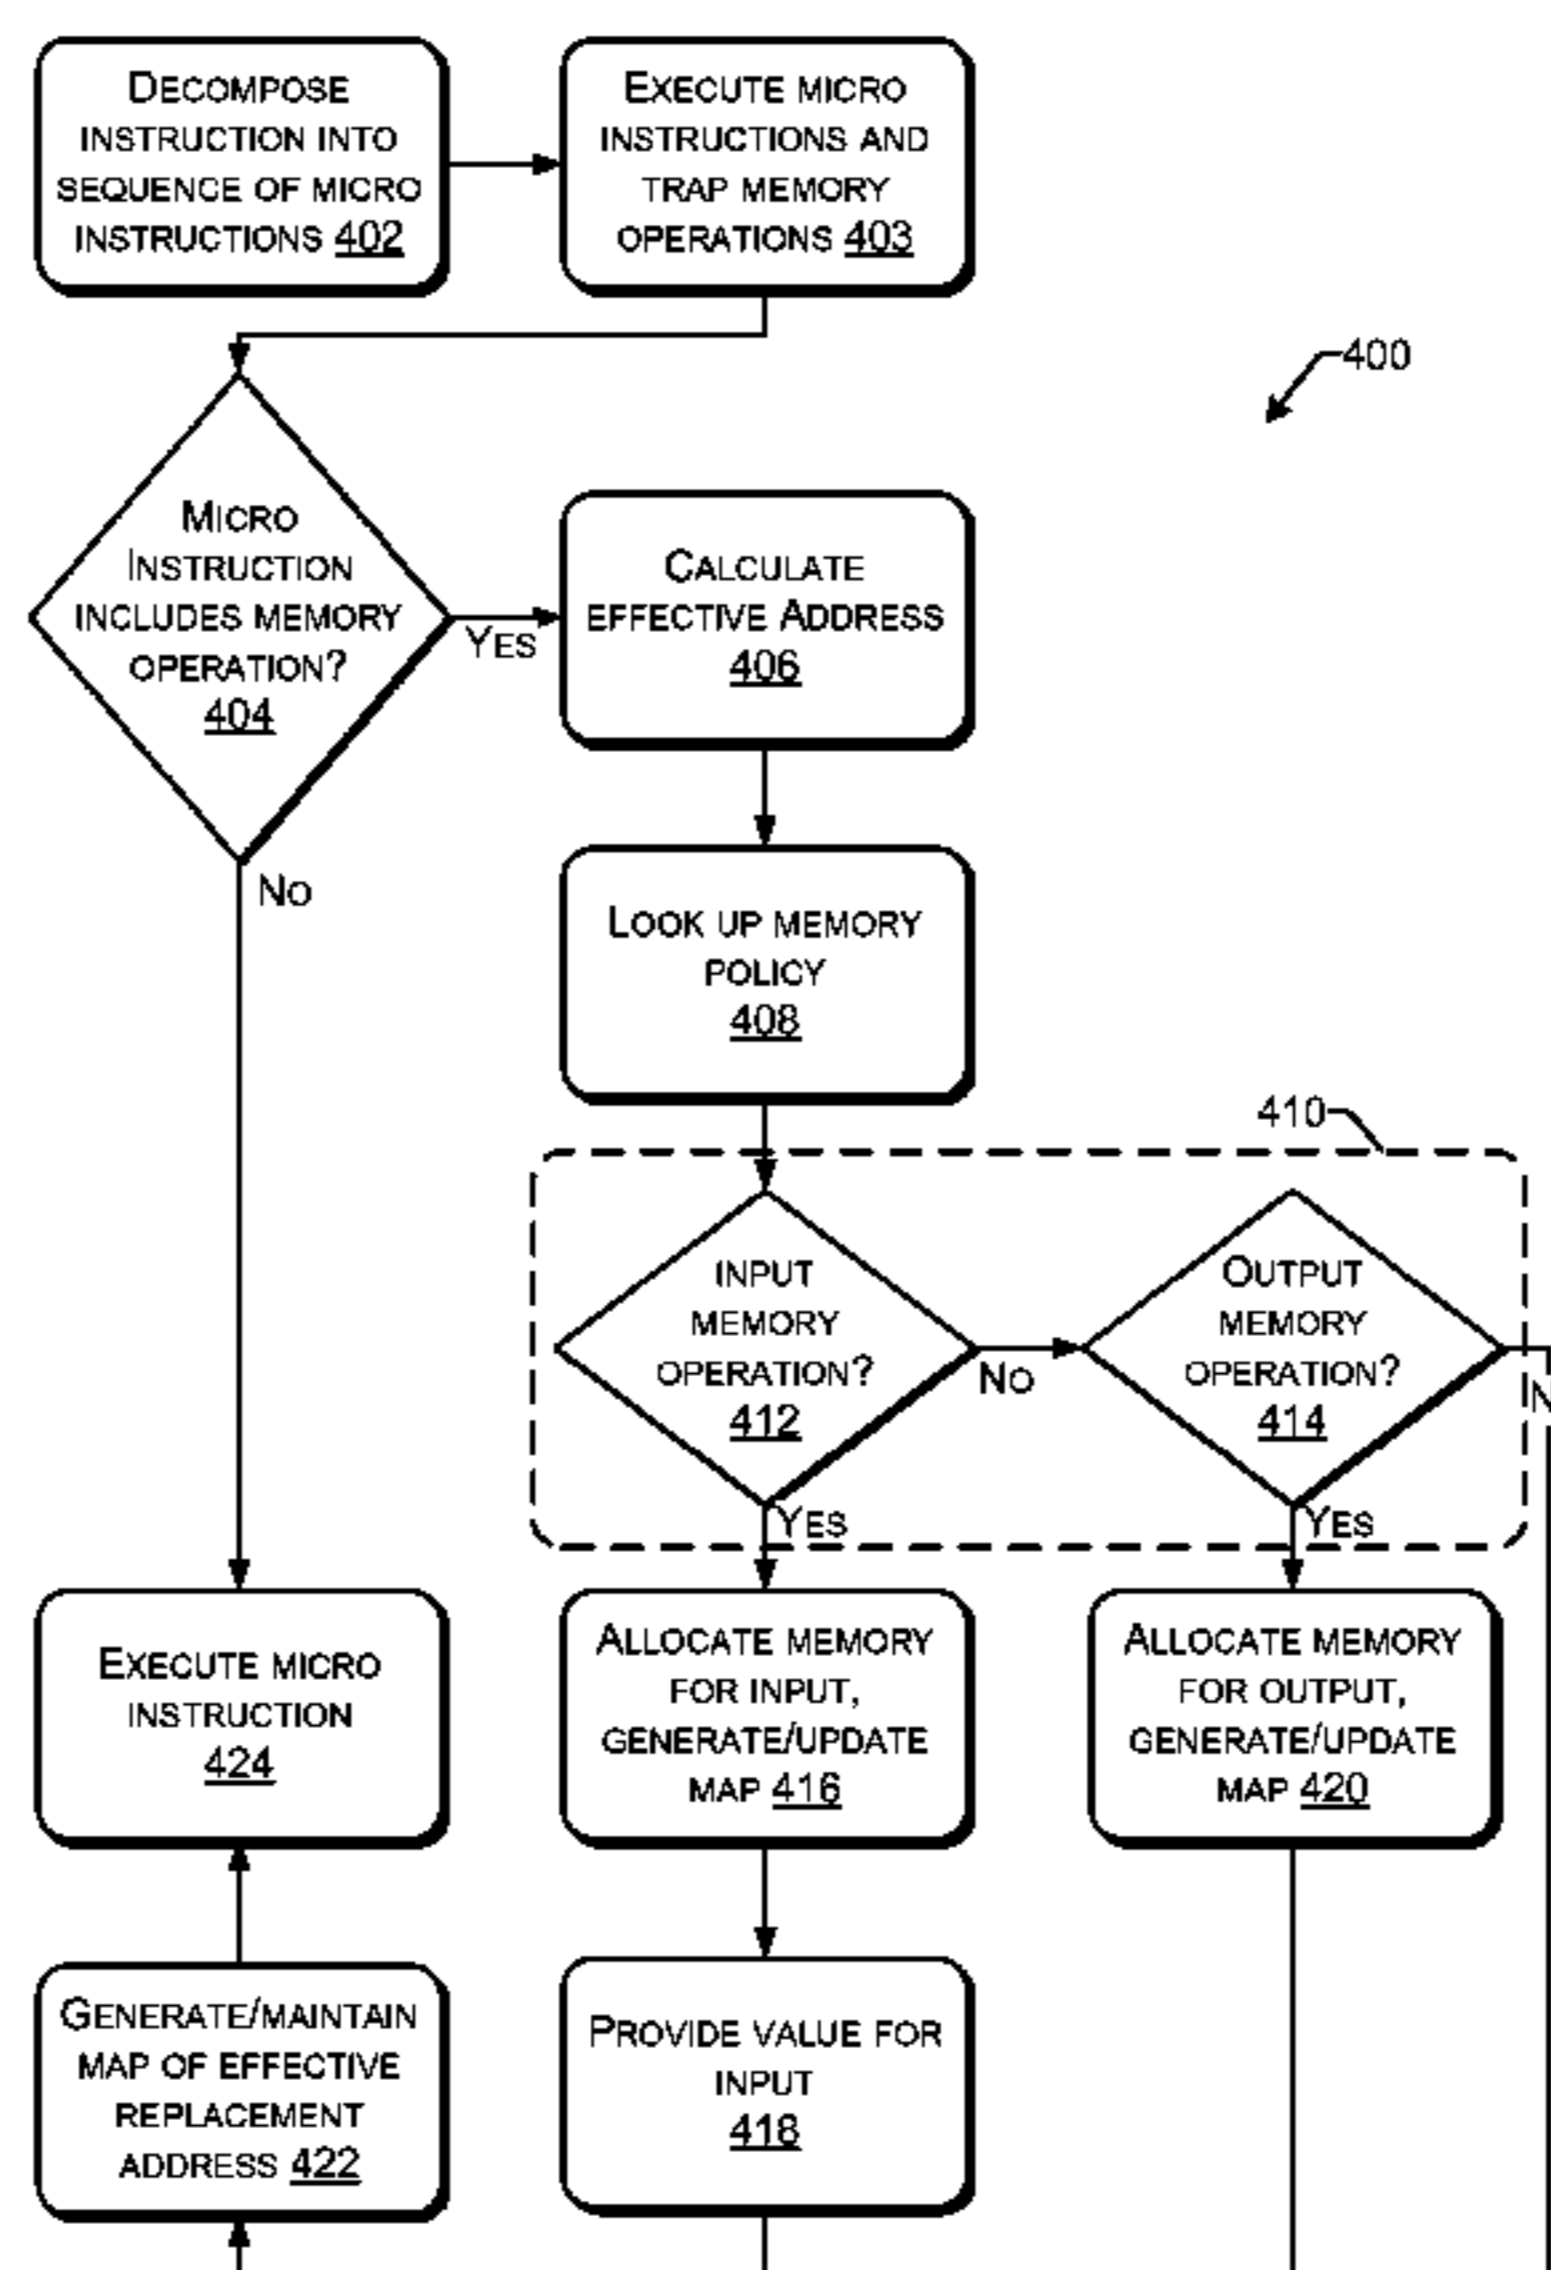 DECOMPOSE
INSTRUCTION INTO
SEQUENCE OF MICRO
INSTRUCTIONS 402
EXECUTE MICRO
INSTRUCTIONS AND
TRAP MEMORY
OPERATIONS 403
400
MICRO
INSTRUCTION
INCLUDES MEMORY
OPERATION?
404
YES
NO
CALCULATE
EFFECTIVE ADDRESS
406
LOOK UP MEMORY
POLICY
408
410
INPUT
MEMORY
OPERATION?
412
NO
YES
OUTPUT
MEMORY
OPERATION?
414
YES
EXECUTE MICRO
INSTRUCTION
424
ALLOCATE MEMORY
FOR INPUT,
GENERATE/UPDATE
MAP 416
ALLOCATE MEMORY
FOR OUTPUT,
GENERATE/UPDATE
MAP 420
GENERATE/MAINTAIN
MAP OF EFFECTIVE
REPLACEMENT
ADDRESS 422
PROVIDE VALUE FOR
INPUT
418